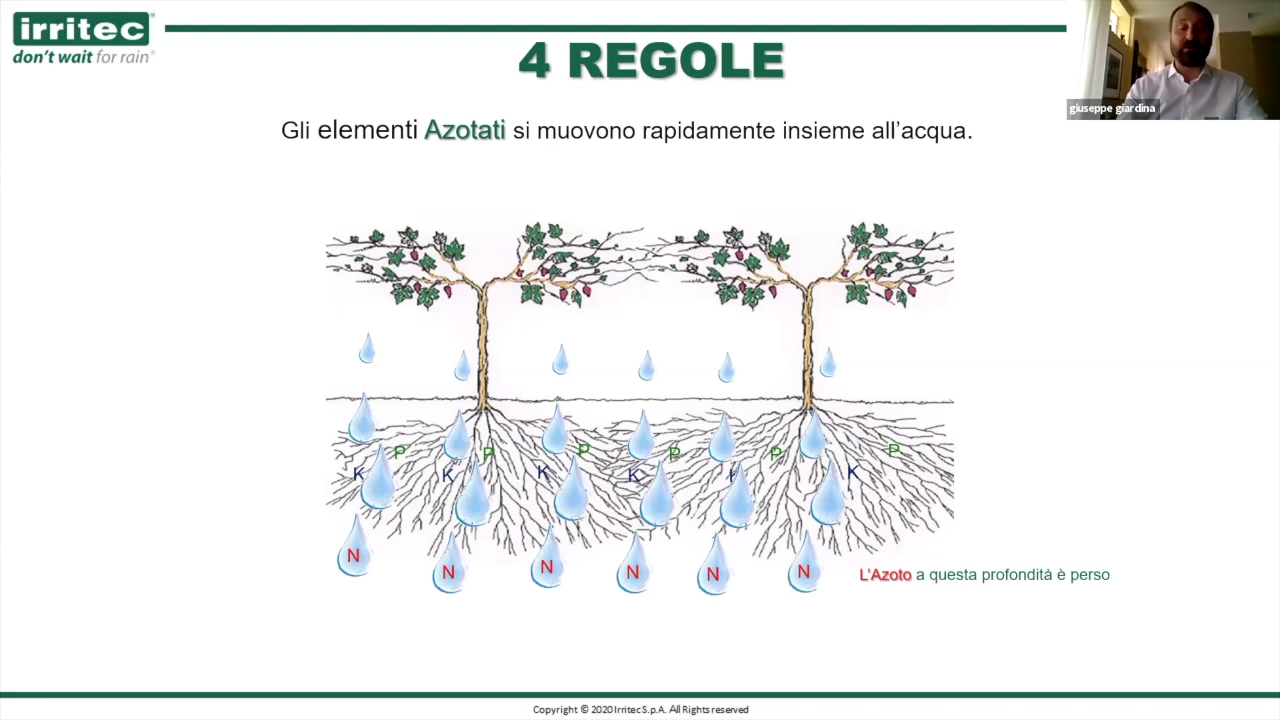 irritec
don't wait for rain®
4 REGOLE
giuseppe giardina
Gli elementi Azotati si muovono rapidamente insieme all'acqua.
P P P P P P
K K K K K
N N N N N N
L'Azoto a questa profondità è perso
Copyright © 2020 Irritec S.p.A. All Rights reserved